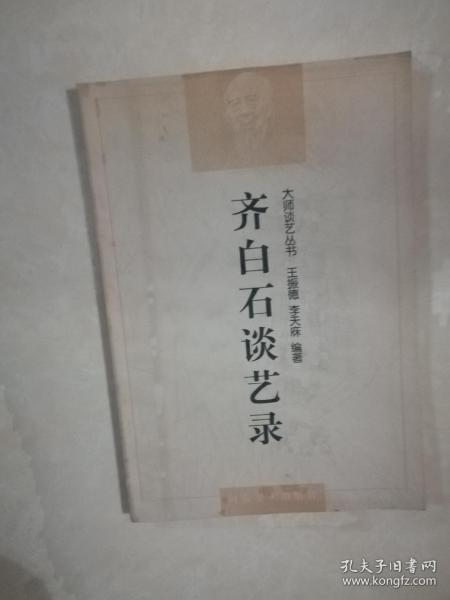 齐白石谈艺录
大师谈艺丛书 王振德 李天庥 编著
孔夫子旧书网
www.kongfz.com